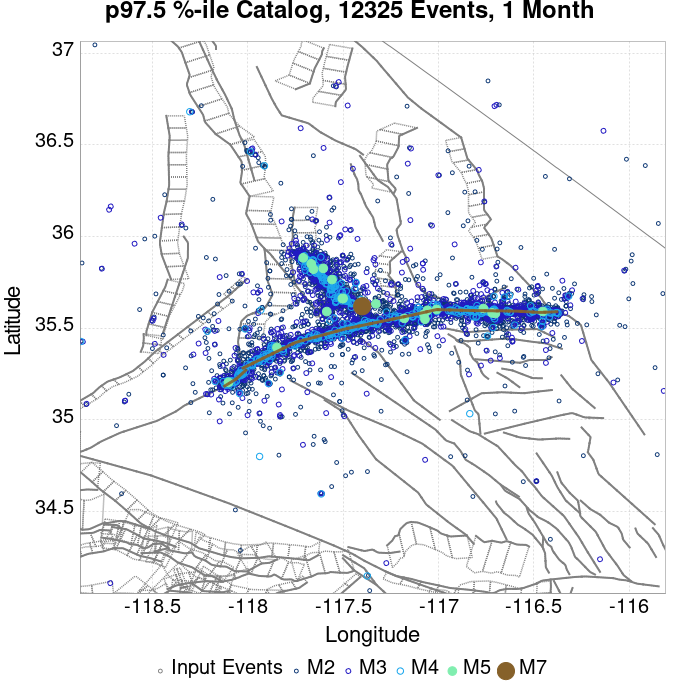 p97.5 %-ile Catalog, 12325 Events, 1 Month
37
36.5
36
35.5
35
34.5
Latitude
-118.5 -118 -117.5 -117 -116.5 -116
Longitude
Input Events M2 M3 M4 M5 M7